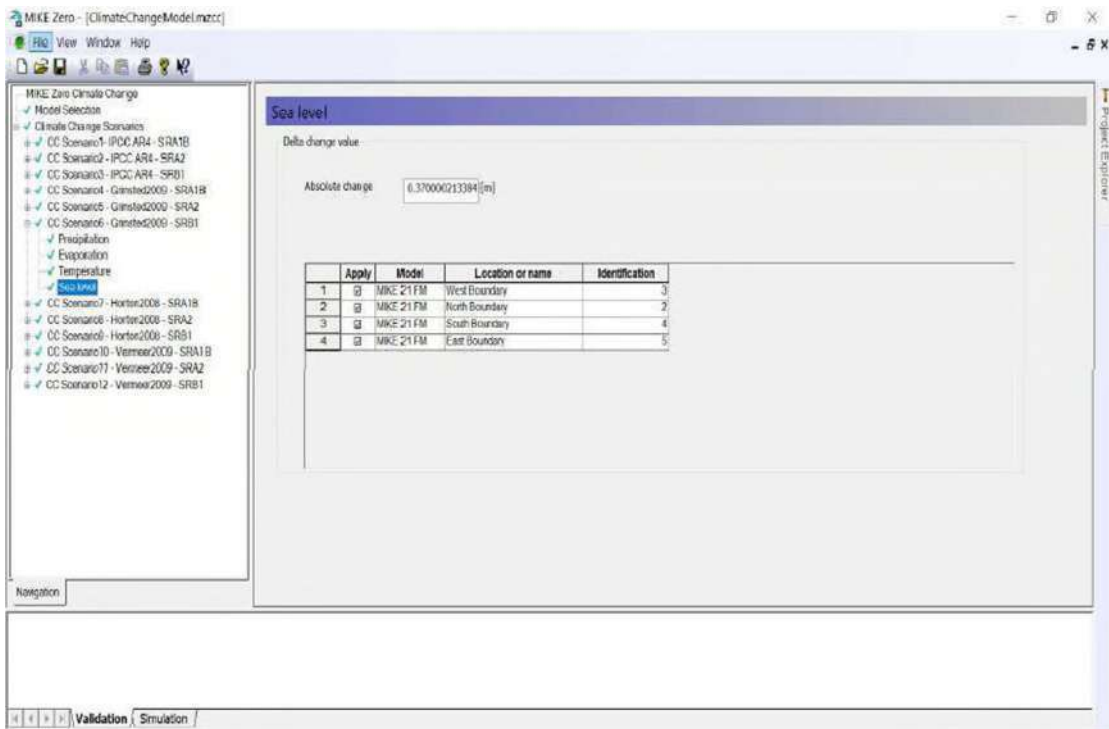 MIKE Zero - [ClimateChangeModel.mzcc]
File View Window Help
MIKE Zero Climate Change
Model Selection
Climate Change Scenarios
CC Scenario1- IPCC AR4 - SRA1B
CC Scenario2 - IPCC AR4 - SRA2
CC Scenario3 - IPCC AR4 - SRB1
CC Scenario4 - Grinsted2009 - SRA1B
CC Scenario5 - Grinsted2009 - SRA2
CC Scenario6 - Grinsted2009 - SRB1
Precipitation
Evaporation
Temperature
Sea level
CC Scenario7 - Horton2008 - SRA1B
CC Scenario8 - Horton2008 - SRA2
CC Scenario9 - Horton2008 - SRB1
CC Scenario10 - Vermeer2009 - SRA1B
CC Scenario11 - Vermeer2009 - SRA2
CC Scenario12 - Vermeer2009 - SRB1
Navigation
Sea level
Delta change value
Absolute change 0.370000213384 [m]
Apply Model Location or name Identification
1 MIKE 21 FM West Boundary 3
2 MIKE 21 FM North Boundary 2
3 MIKE 21 FM South Boundary 4
4 MIKE 21 FM East Boundary 5
Project Explorer
Validation Simulation